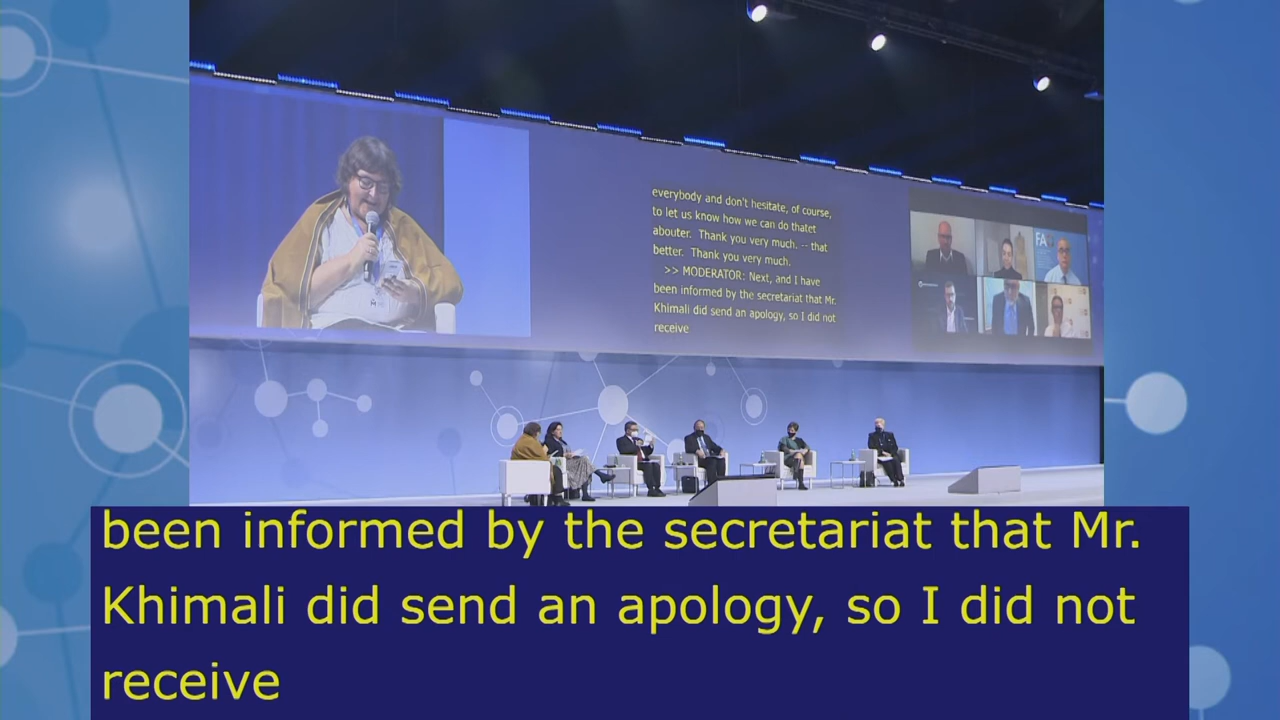 everybody and don't hesitate, of course,
to let us know how we can do thatet
abouter. Thank you very much. -- that
better. Thank you very much.
>> MODERATOR: Next, and I have
been informed by the secretariat that Mr.
Khimali did send an apology, so I did not
receive
FA
been informed by the secretariat that Mr.
Khimali did send an apology, so I did not
receive